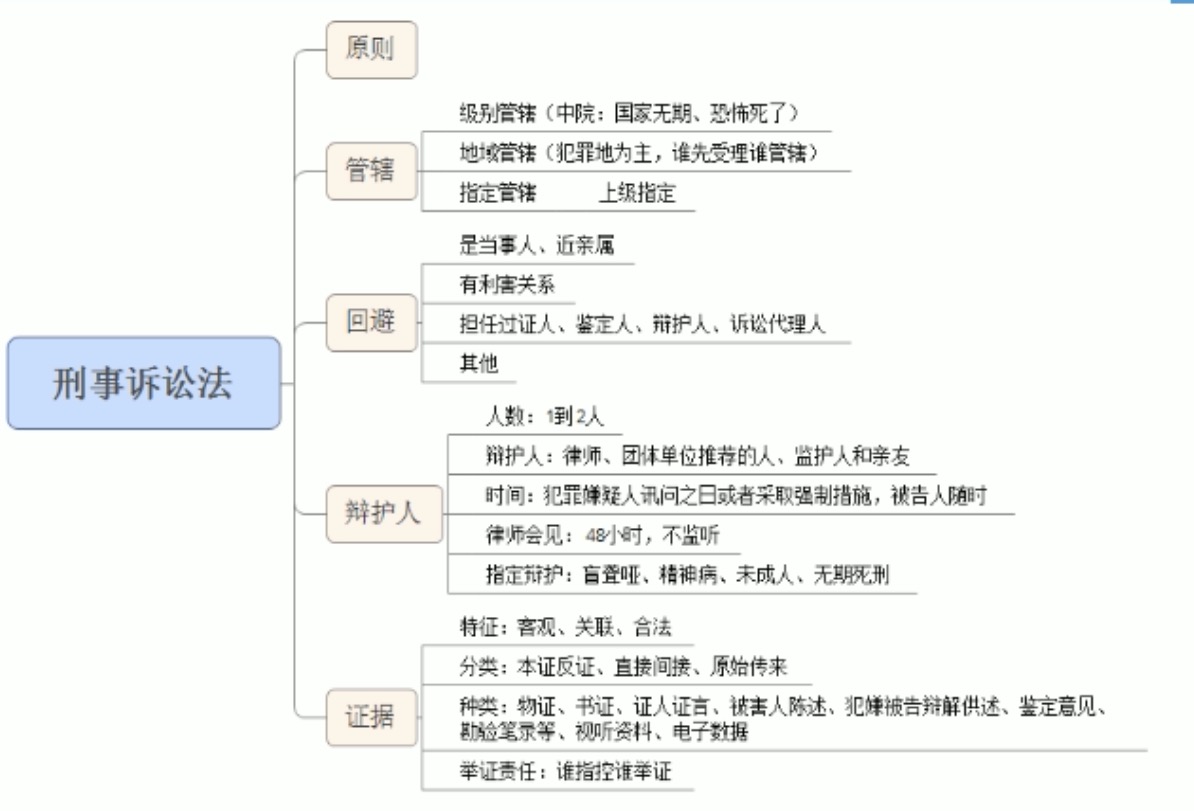 原则
级别管辖（中院：国家无期、恐怖死了）
管辖
地域管辖（犯罪地为主，谁先受理谁管辖）
指定管辖 上级指定
是当事人、近亲属
有利害关系
回避
担任过证人、鉴定人、辩护人、诉讼代理人
其他
刑事诉讼法
人数：1到2人
辩护人：律师、团体单位推荐的人、监护人和亲友
时间：犯罪嫌疑人讯问之日或者采取强制措施，被告人随时
辩护人
律师会见：48小时，不监听
指定辩护：盲聋哑、精神病、未成人、无期死刑
特征：客观、关联、合法
分类：本证反证、直接间接、原始传来
证据
种类：物证、书证、证人证言、被害人陈述、犯嫌被告辩解供述、鉴定意见、
勘验笔录等、视听资料、电子数据
举证责任：谁指控谁举证